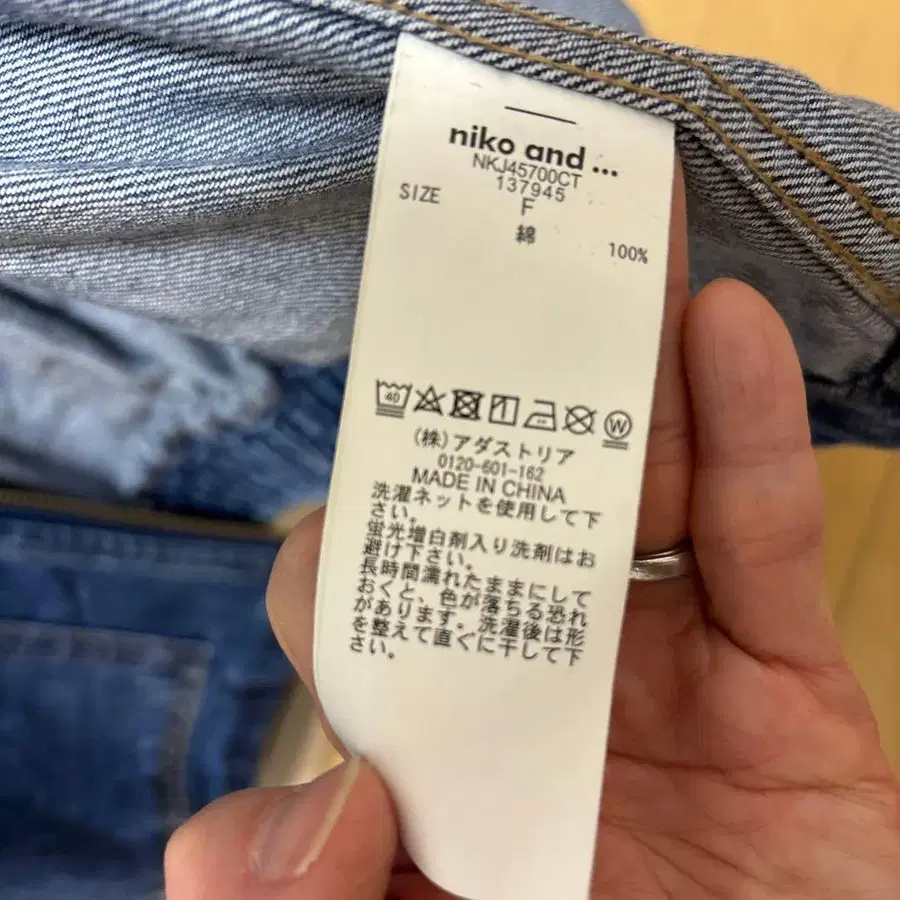 niko and ...
NKJ45700CT
137945
SIZE F
綿 100%
40 W
(株)アダストリア
0120-601-162
MADE IN CHINA
洗濯ネットを使用して下
さい。
蛍光増白剤入り洗剤はお
避け下さい。
長時間濡れたままにして
おくと、色が落ちる恐れ
があります。洗濯後は形
を整えて直ぐに干して下
さい。